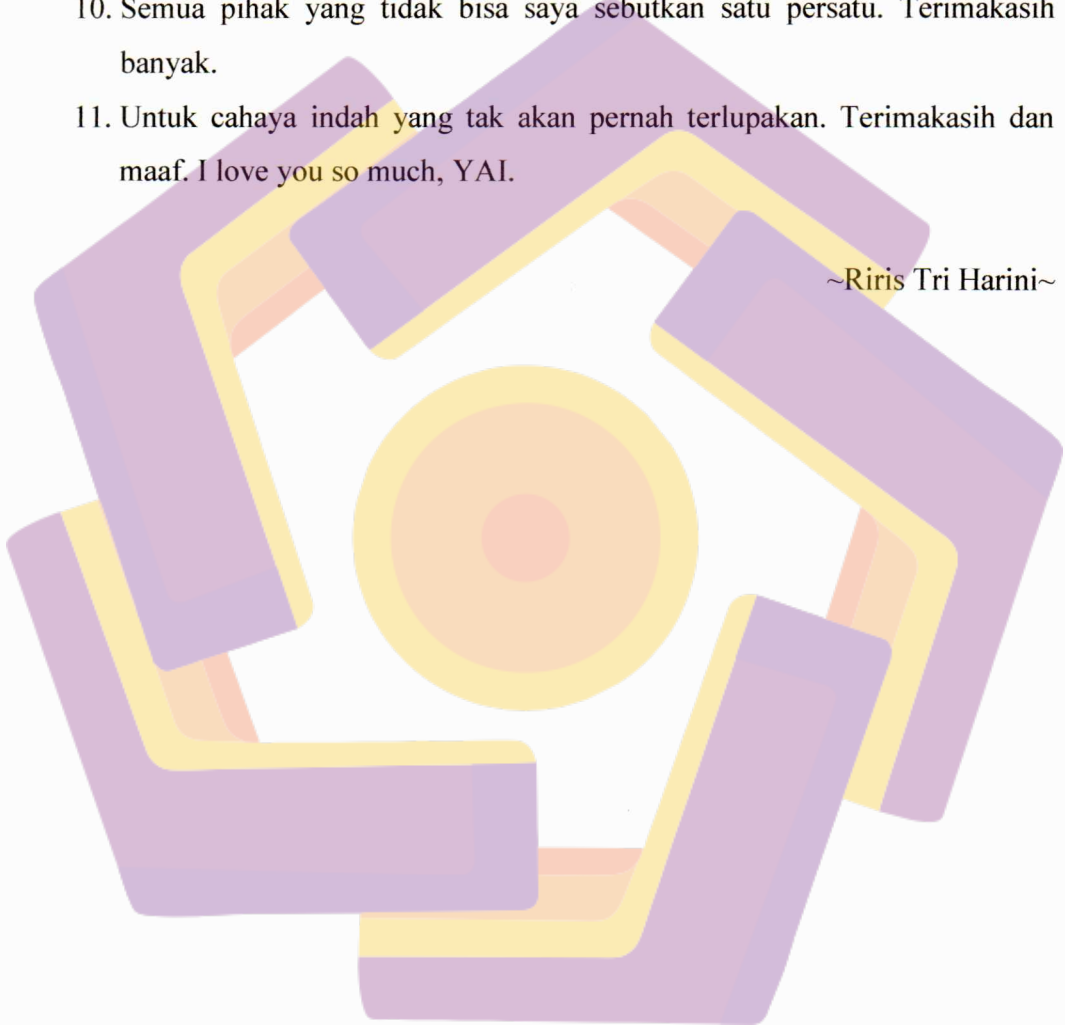 10. Semua pihak yang tidak bisa saya sebutkan satu persatu. Terimakasih
banyak.
11. Untuk cahaya indah yang tak akan pernah terlupakan. Terimakasih dan
maaf. I love you so much, YAI.
~Riris Tri Harini~